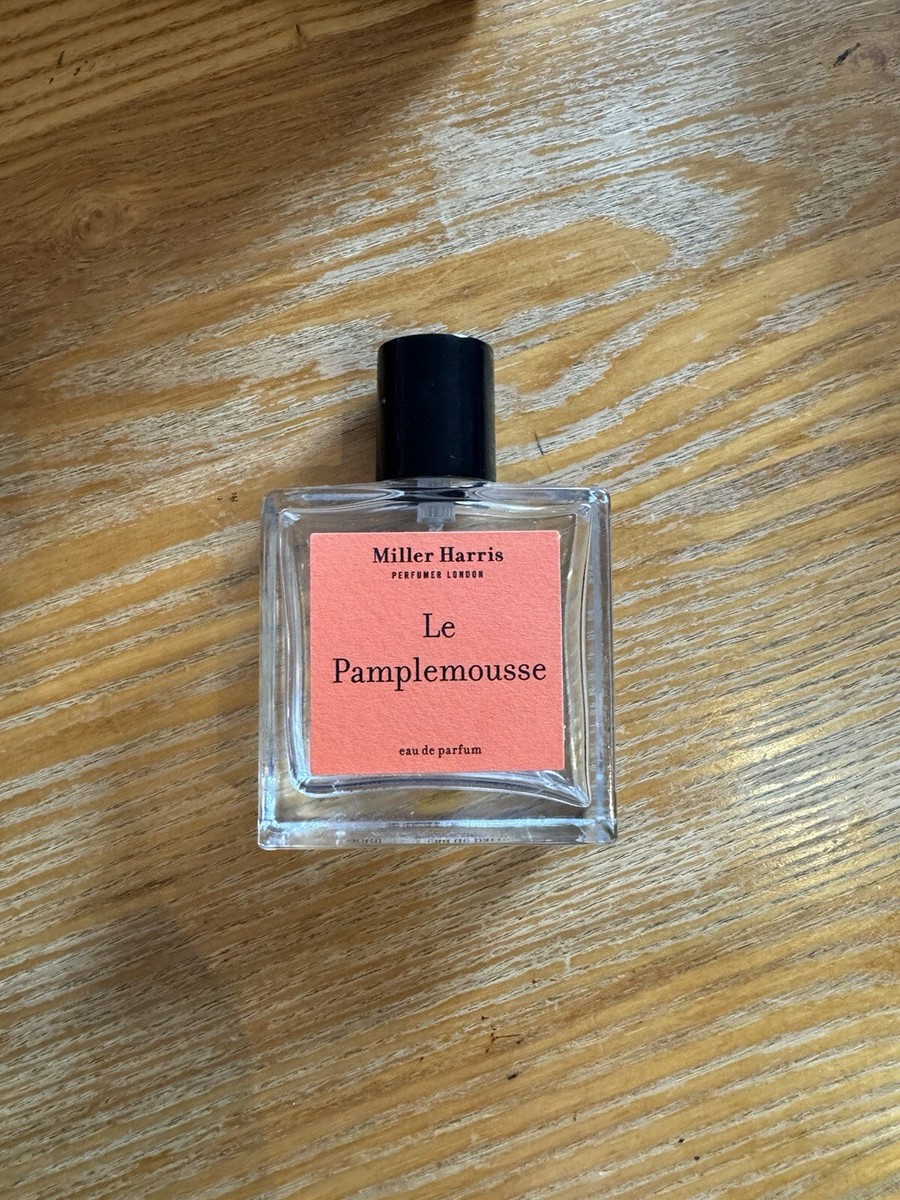 Miller Harris
PERFUMER LONDON
Le
Pamplemousse
eau de parfum